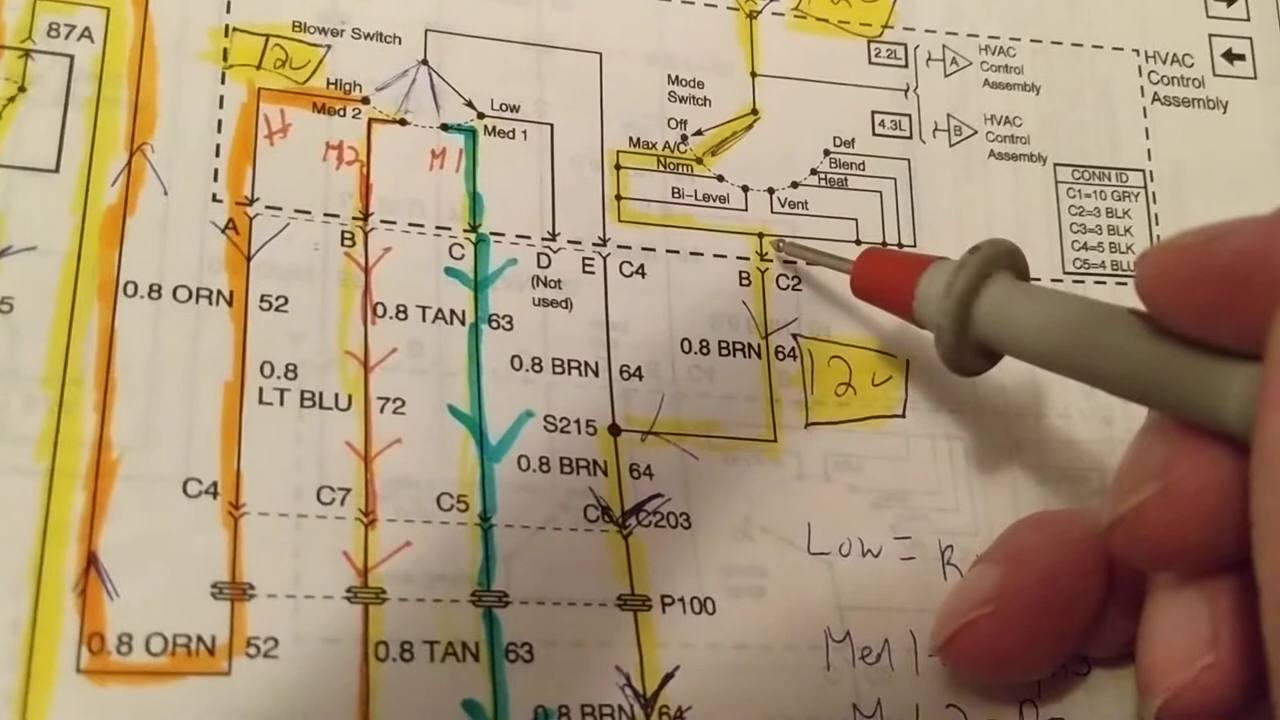 87A
Blower Switch
12v
High
Med 2
Low
Med 1
H
M2
M1
Mode
Switch
Off
Max A/C
Norm
Bi-Level
Def
Blend
Heat
Vent
2.2L
A
HVAC
Control
Assembly
4.3L
B
HVAC
Control
Assembly
HVAC
Control
Assembly
CONN ID
C1=10 GRY
C2=3 BLK
C3=3 BLK
C4=5 BLK
C5=4 BLU
A
B
C
D
(Not
used)
E
C4
B
C2
5
0.8 ORN
52
0.8 TAN
63
0.8
LT BLU
72
0.8 BRN
64
0.8 BRN
64
12v
S215
0.8 BRN
64
C4
C7
C5
C6
C203
P100
0.8 ORN
52
0.8 TAN
63
0.8 BRN
64
Low =
Med 1-